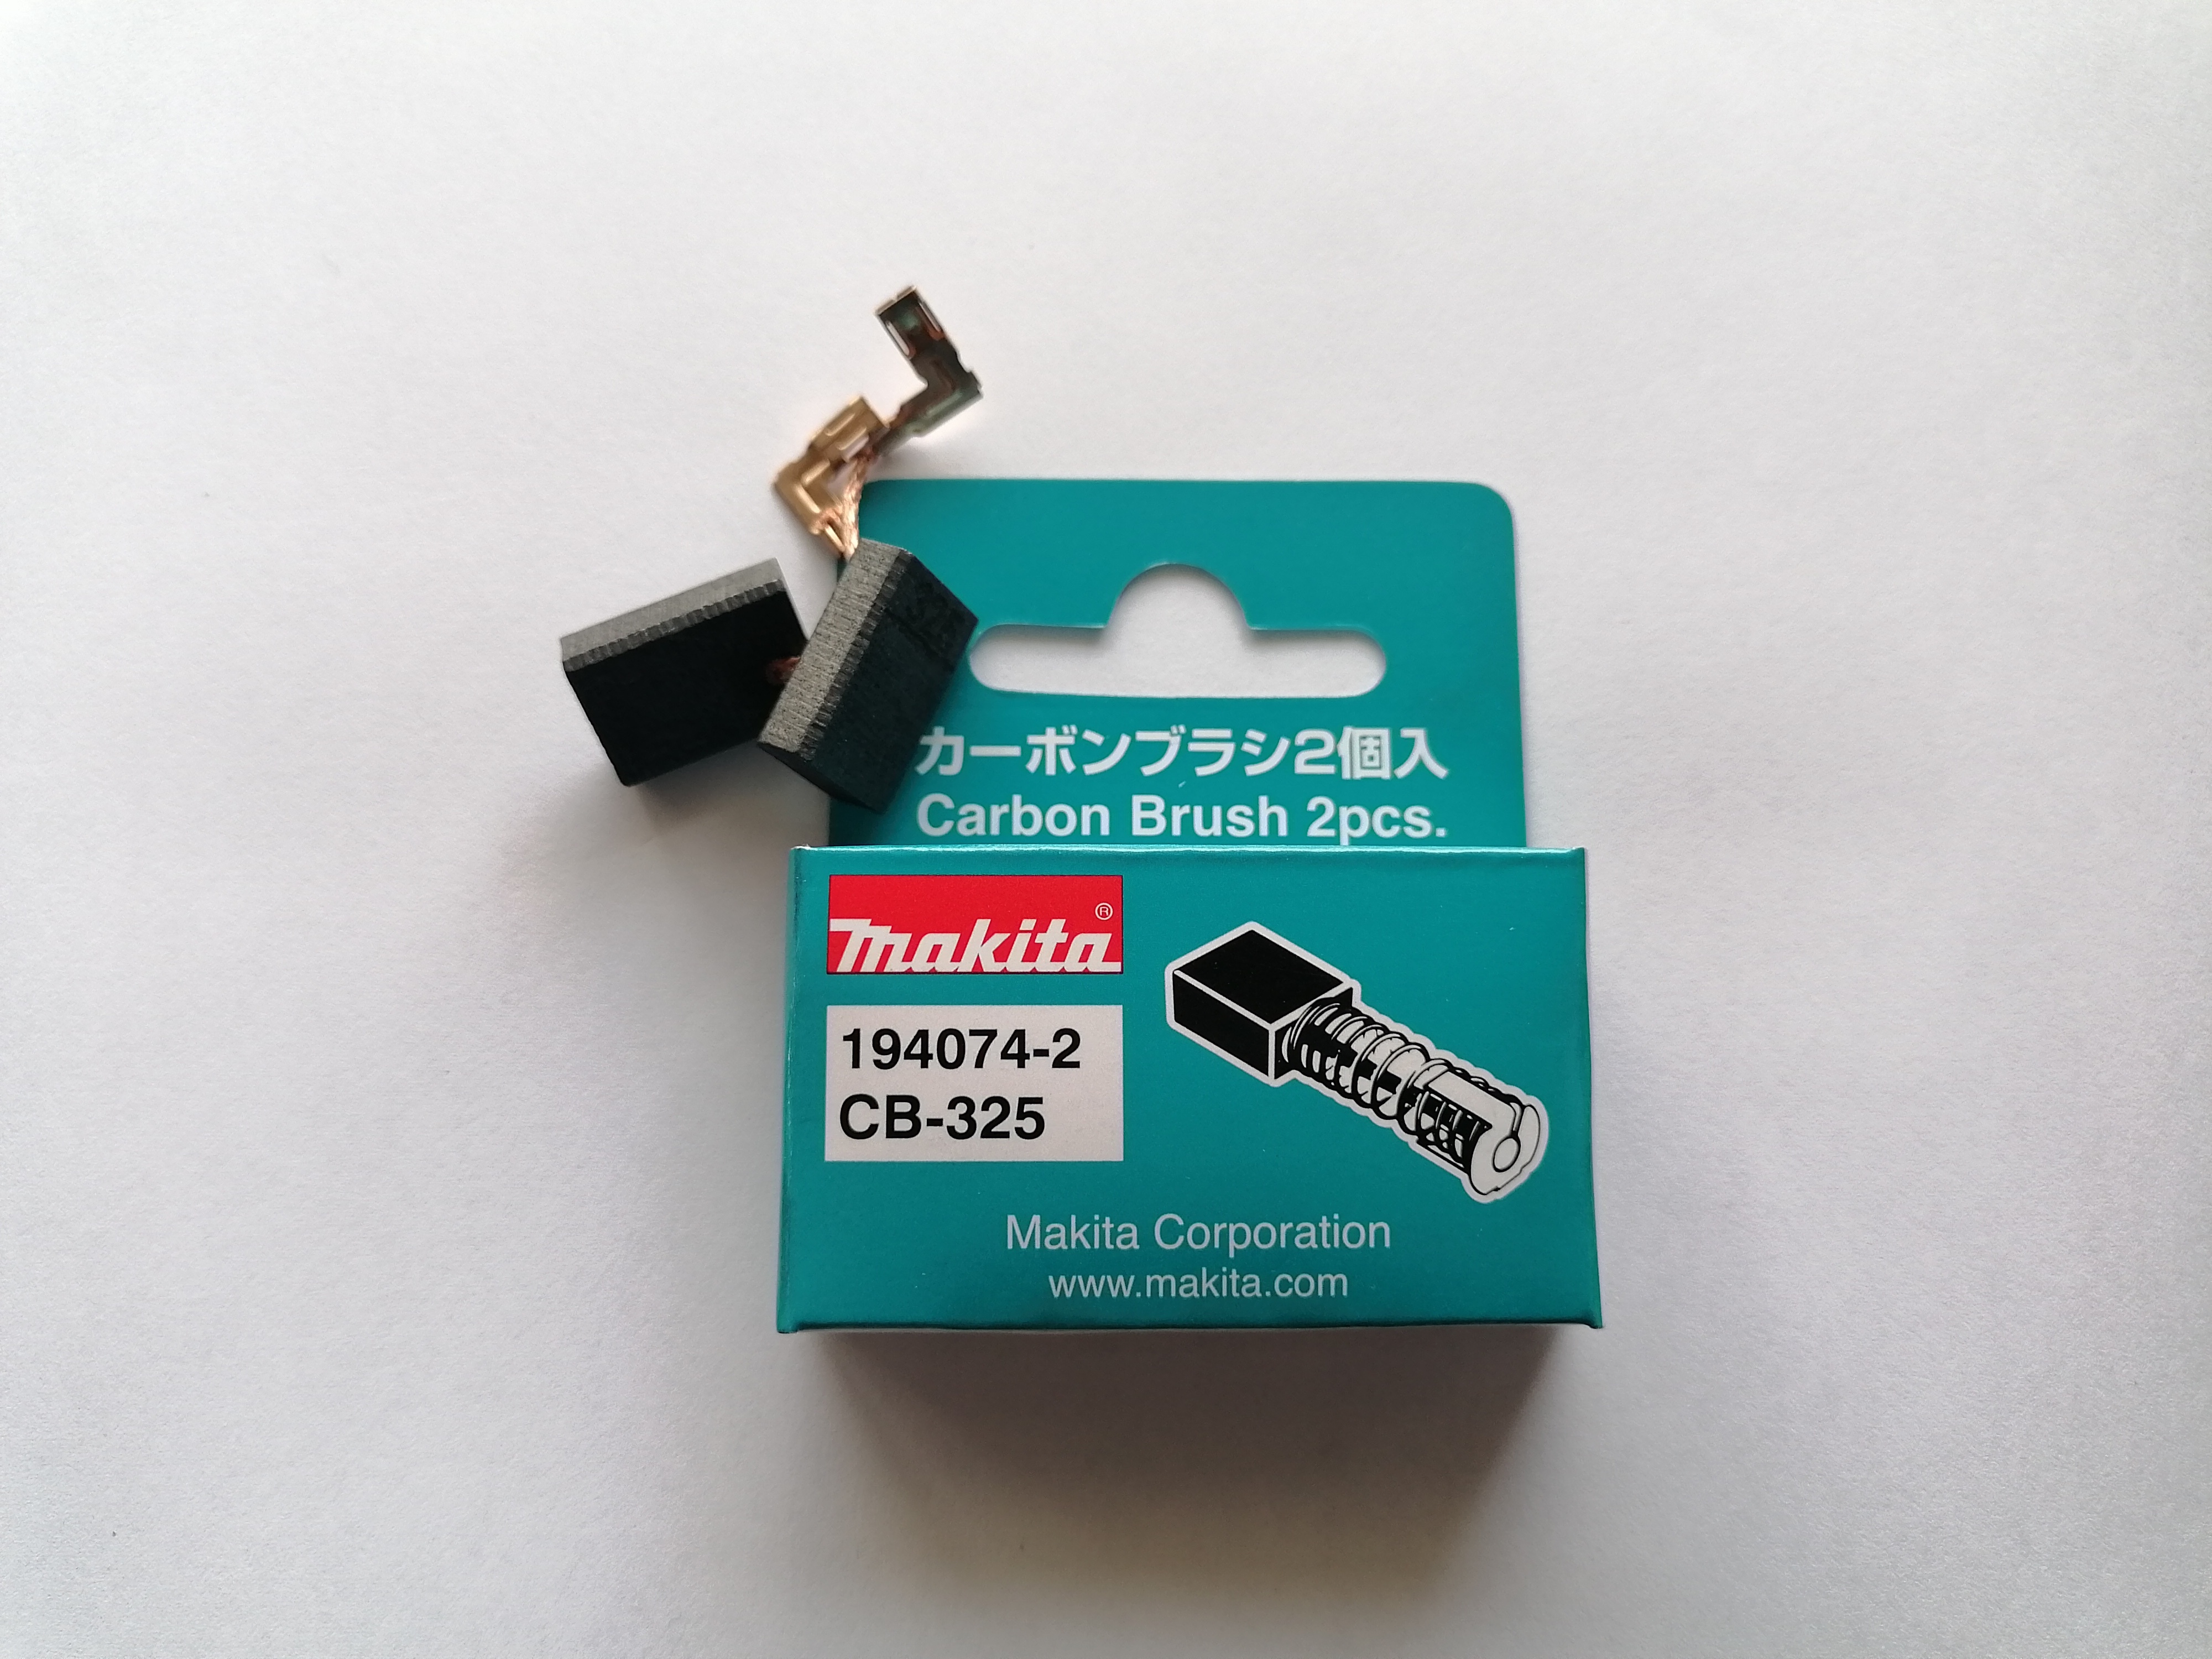 カーボンブラシ2個入
Carbon Brush 2pcs.
makita®
194074-2
CB-325
Makita Corporation
www.makita.com